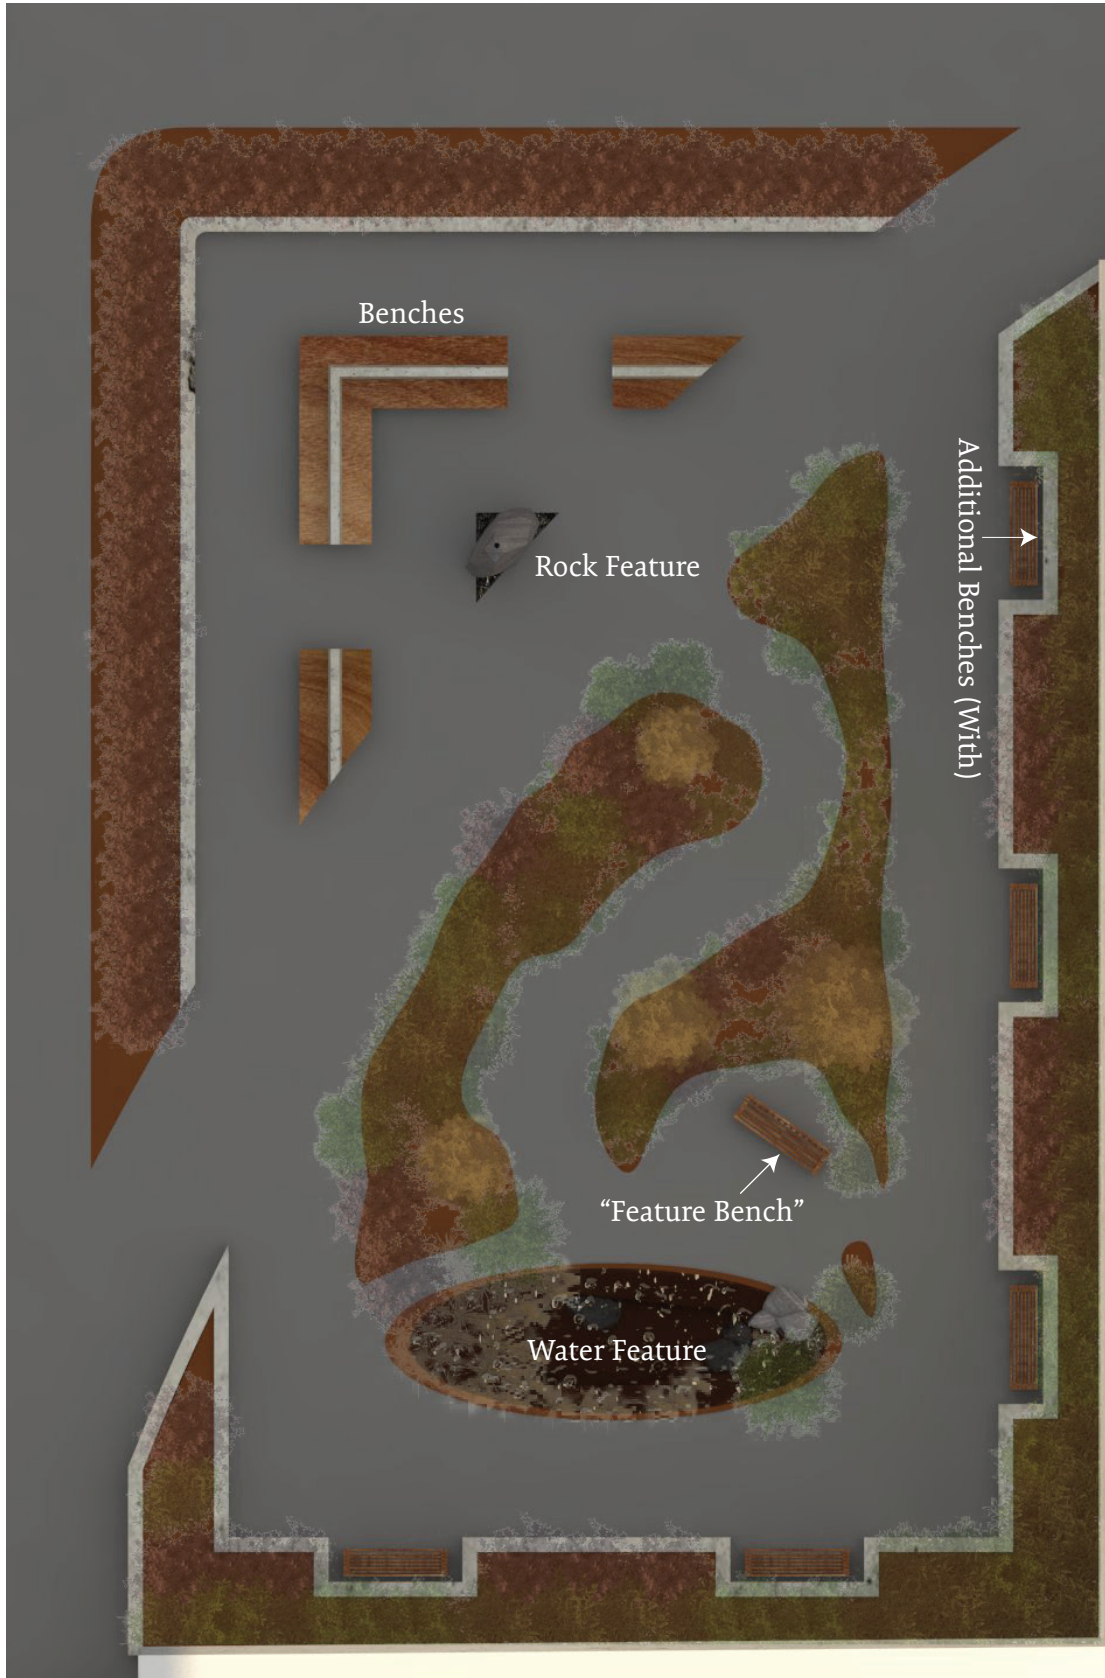 Benches
Rock Feature
Additional Benches (With)
“Feature Bench”
Water Feature